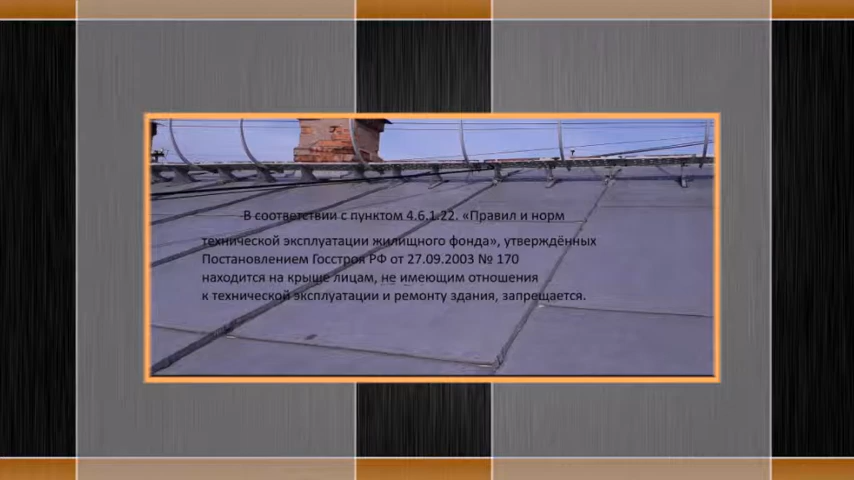 В соответствии с пунктом 4.6.1.22. «Правил и норм
технической эксплуатации жилищного фонда», утверждённых
Постановлением Госстроя РФ от 27.09.2003 № 170
находится на крыше лицам, не имеющим отношения
к технической эксплуатации и ремонту здания, запрещается.